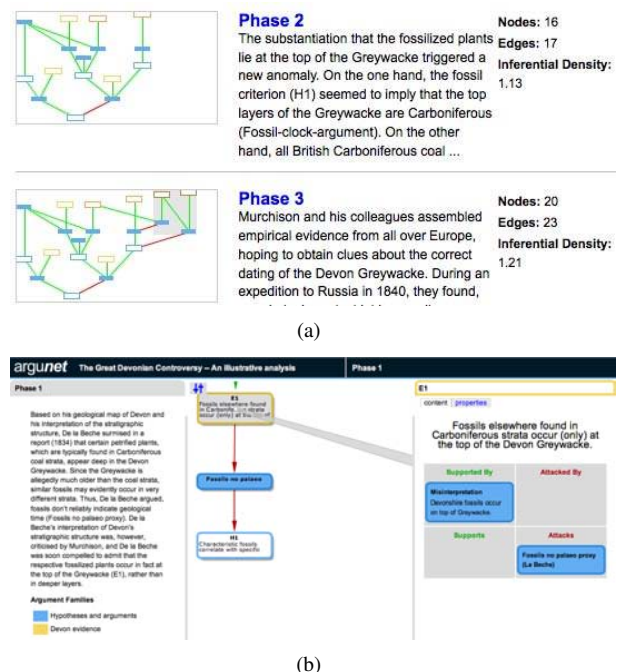 Phase 2
The substantiation that the fossilized plants
lie at the top of the Greywacke triggered a
new anomaly. On the one hand, the fossil
criterion (H1) seemed to imply that the top
layers of the Greywacke are Carboniferous
(Fossil-clock-argument). On the other
hand, all British Carboniferous coal ...
Nodes: 16
Edges: 17
Inferential Density:
1.13
Phase 3
Murchison and his colleagues assembled
empirical evidence from all over Europe,
hoping to obtain clues about the correct
dating of the Devon Greywacke. During an
expedition to Russia in 1840, they found,
Nodes: 20
Edges: 23
Inferential Density:
1.21
(a)
argunet The Great Devonian Controversy – An illustrative analysis
Phase 1
Phase 1
Based on his geological map of Devon and
his interpretation of the stratigraphic
structure, De la Beche surmised in a
report (1834) that certain petrified plants,
which are typically found in Carboniferous
coal strata, appear deep in the Devon
Greywacke. Since the Greywacke is
allegedly much older than the coal strata,
similar fossils may evidently occur in very
different strata. Thus, De la Beche argued,
fossils don't reliably indicate geological
time (Fossils no palaeo proxy). De la
Beche's interpretation of Devon's
stratigraphic structure was, however,
criticised by Murchison, and De la Beche
was soon compelled to admit that the
respective fossilized plants occur in fact at
the top of the Greywacke (E1), rather than
in deeper layers.
Argument Families
Hypotheses and arguments
Devon evidence
E1
Fossils elsewhere found
in Carbonife... strata
occur (only) at the top of
Fossils no palaeo
H1
Characteristic fossils
correlate with specific
E1
content properties
Fossils elsewhere found in
Carboniferous strata occur (only) at
the top of the Devon Greywacke.
Supported By
Attacked By
Misinterpretation
Devonshire fossils occur
on top of Greywacke.
Supports
Attacks
Fossils no palaeo proxy
(La Beche)
(b)